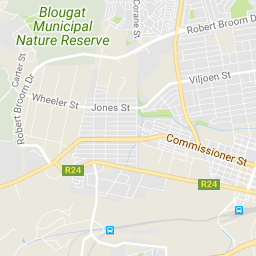 Blougat
Municipal
Nature Reserve
Corane St
Robert Broom Dr
Carter St
Robert Broom Dr
Viljoen St
Wheeler St
Jones St
Commissioner St
R24
R24